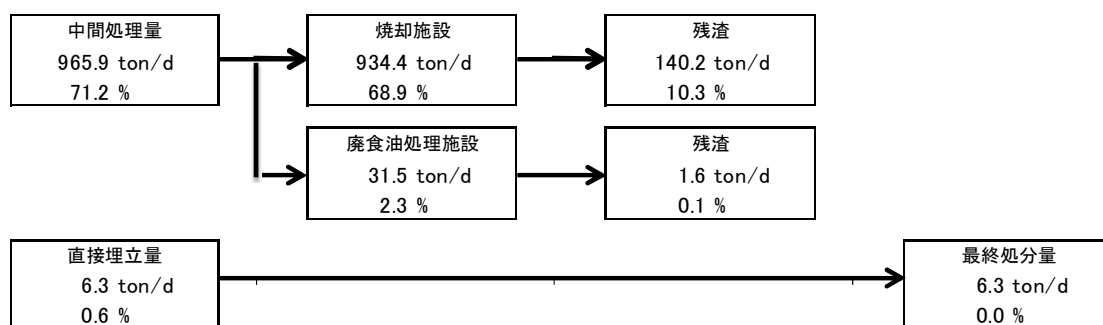 中間処理量
965.9 ton/d
71.2 %
焼却施設
934.4 ton/d
68.9 %
残渣
140.2 ton/d
10.3 %
廃食油処理施設
31.5 ton/d
2.3 %
残渣
1.6 ton/d
0.1 %
直接埋立量
6.3 ton/d
0.6 %
最終処分量
6.3 ton/d
0.0 %